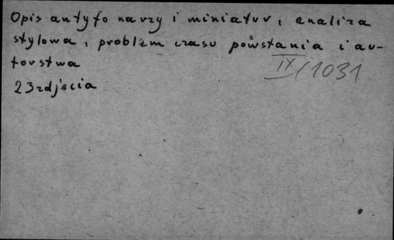 Opis antyfonarzy i miniatur, analiza
stylowa, problem czasu powstania i au-
torstwa
IX/1031
23 zdjęcia